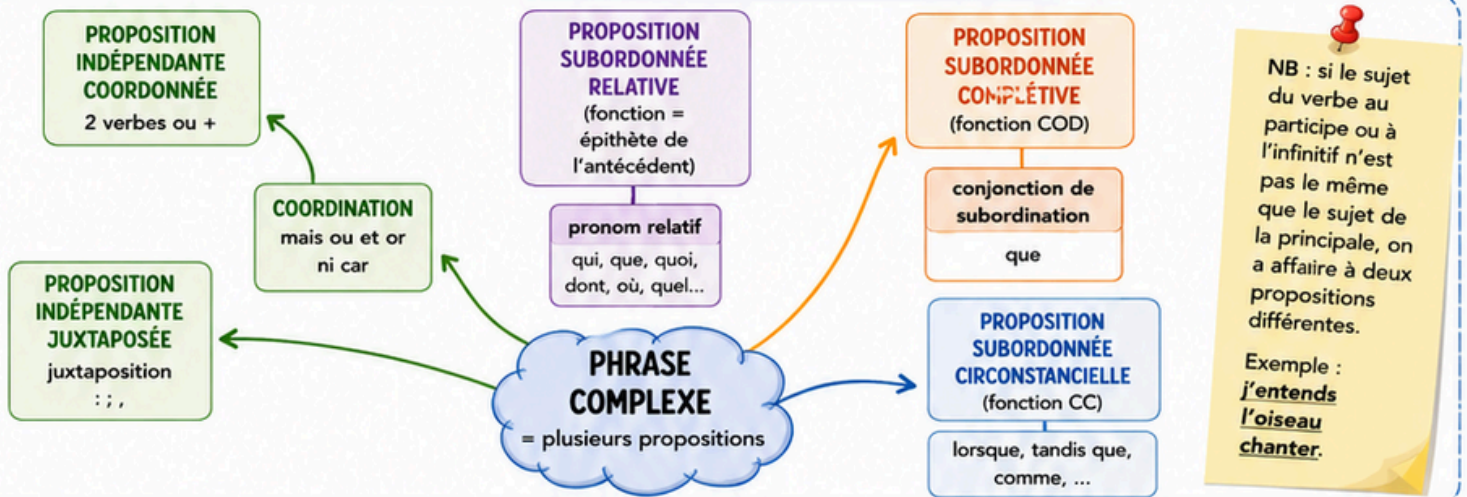 PROPOSITION
INDÉPENDANTE
COORDONNÉE
2 verbes ou +
COORDINATION
mais ou et or
ni car
PROPOSITION
INDÉPENDANTE
JUXTAPOSÉE
juxtaposition
: ; ,
PROPOSITION
SUBORDONNÉE
RELATIVE
(fonction =
épithète de
l'antécédent)
pronom relatif
qui, que, quoi,
dont, où, quel...
PHRASE
COMPLEXE
= plusieurs propositions
PROPOSITION
SUBORDONNÉE
COMPLÉTIVE
(fonction COD)
conjonction de
subordination
que
PROPOSITION
SUBORDONNÉE
CIRCONSTANCIELLE
(fonction CC)
lorsque, tandis que,
comme, ...
NB : si le sujet
du verbe au
participe ou à
l'infinitif n'est
pas le même
que le sujet de
la principale, on
a affaire à deux
propositions
différentes.
Exemple :
j'entends
l'oiseau
chanter.